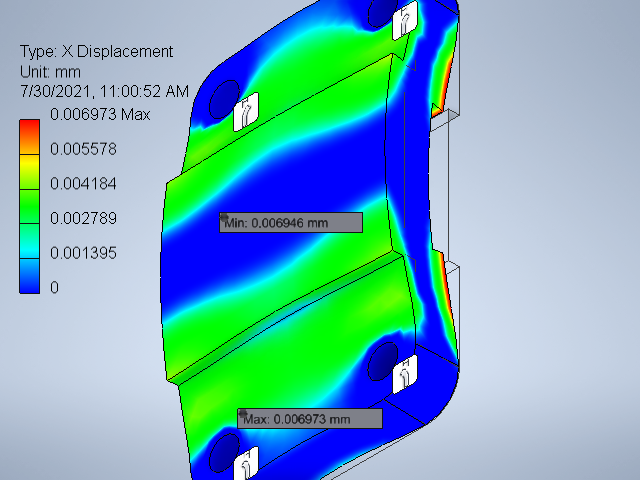 Type: X Displacement
Unit: mm
7/30/2021, 11:00:52 AM
0.006973 Max
0.005578
0.004184
0.002789
0.001395
0
Min: 0.006946 mm
Max: 0.006973 mm